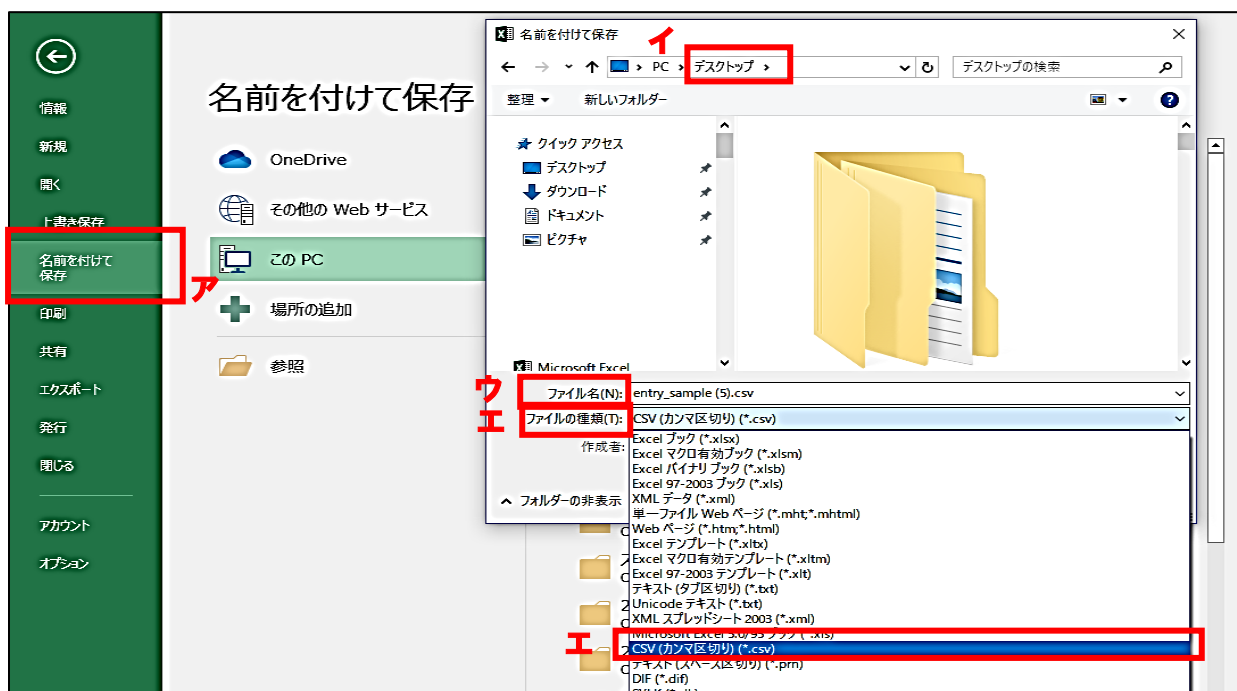 情報
新規
開く
上書き保存
名前を付けて
保存
印刷
共有
エクスポート
発行
閉じる
アカウント
オプション
ア
名前を付けて保存
OneDrive
その他の Web サービス
この PC
場所の追加
参照
名前を付けて保存
イ
PC › デスクトップ ›
デスクトップの検索
整理
新しいフォルダー
クイック アクセス
デスクトップ
ダウンロード
ドキュメント
ピクチャ
Microsoft Excel
ウ
ファイル名(N): entry_sample (5).csv
エ
ファイルの種類(T): CSV (カンマ区切り) (*.csv)
作成者:
フォルダーの非表示
Excel ブック (*.xlsx)
Excel マクロ有効ブック (*.xlsm)
Excel バイナリ ブック (*.xlsb)
Excel 97-2003 ブック (*.xls)
XML データ (*.xml)
単一ファイル Web ページ (*.mht;*.mhtml)
Web ページ (*.htm;*.html)
Excel テンプレート (*.xltx)
Excel マクロ有効テンプレート (*.xltm)
Excel 97-2003 テンプレート (*.xlt)
テキスト (タブ区切り) (*.txt)
Unicode テキスト (*.txt)
XML スプレッドシート 2003 (*.xml)
Microsoft Excel 5.0/95 ブック (*.xls)
エ
CSV (カンマ区切り) (*.csv)
テキスト (スペース区切り) (*.prn)
DIF (*.dif)